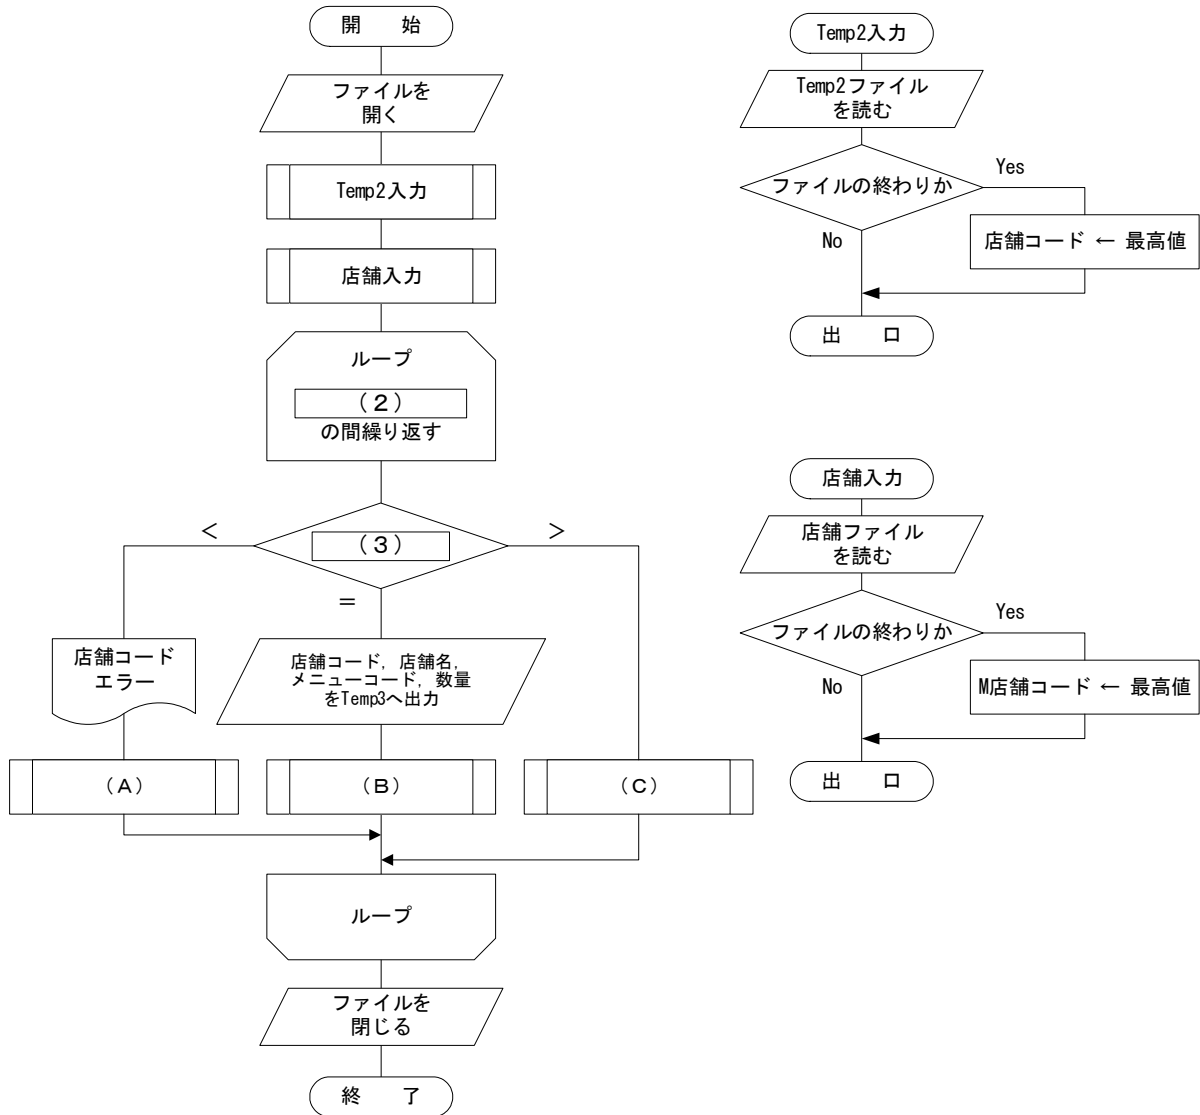 開　始
ファイルを
開く
Temp2入力
店舗入力
ループ
（２）
の間繰り返す
＜
（３）
＞
＝
店舗コード
エラー
店舗コード，店舗名，
メニューコード，数量
をTemp3へ出力
（Ａ）
（Ｂ）
（Ｃ）
ループ
ファイルを
閉じる
終　了
Temp2入力
Temp2ファイル
を読む
ファイルの終わりか
Yes
No
店舗コード ← 最高値
出　口
店舗入力
店舗ファイル
を読む
ファイルの終わりか
Yes
No
M店舗コード ← 最高値
出　口